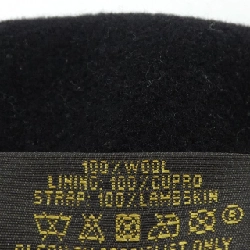 100/WOOL
LINING: 100/CUPRO
STRAP: 100/LAMBSKIN